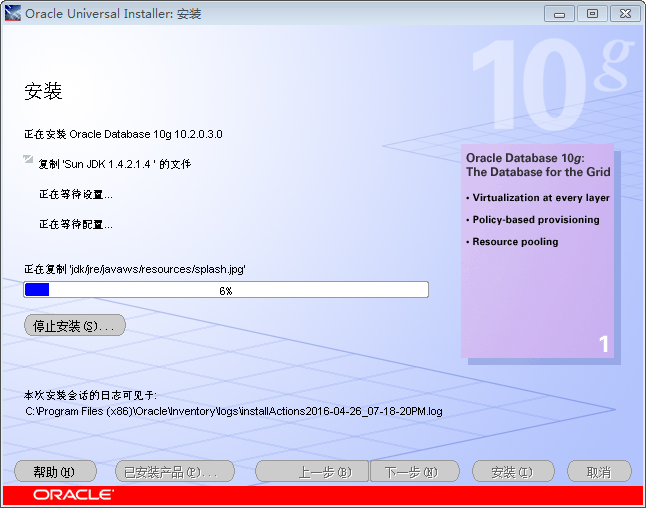 Oracle Universal Installer: 安装
10g
安装
正在安装 Oracle Database 10g 10.2.0.3.0
复制 'Sun JDK 1.4.2.1.4 ' 的文件
正在等待设置...
正在等待配置...
Oracle Database 10g:
The Database for the Grid
• Virtualization at every layer
• Policy-based provisioning
• Resource pooling
1
正在复制 'jdk/jre/javaws/resources/splash.jpg'
6%
停止安装(S)...
本次安装会话的日志可见于:
C:\Program Files (x86)\Oracle\Inventory\logs\installActions2016-04-26_07-18-20PM.log
帮助(H) 已安装产品(P)... 上一步(B) 下一步(N) 安装(I) 取消
ORACLE